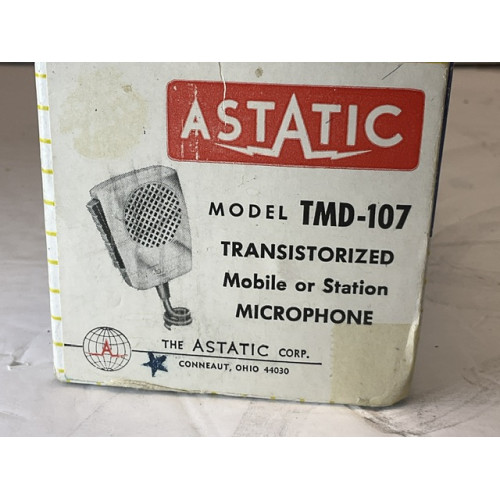 ASTATIC
MODEL TMD-107
TRANSISTORIZED
Mobile or Station
MICROPHONE
THE ASTATIC CORP.
CONNEAUT, OHIO 44030